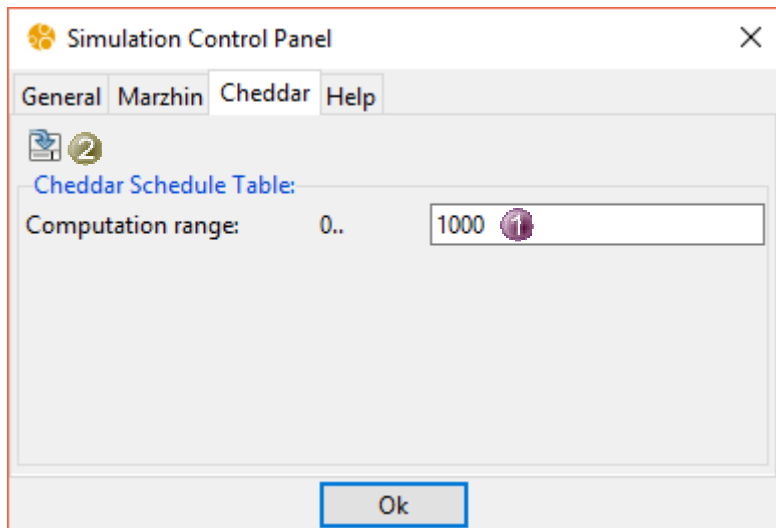 Simulation Control Panel
General Marzhin Cheddar Help
2
Cheddar Schedule Table:
Computation range: 0.. 1000 1
Ok